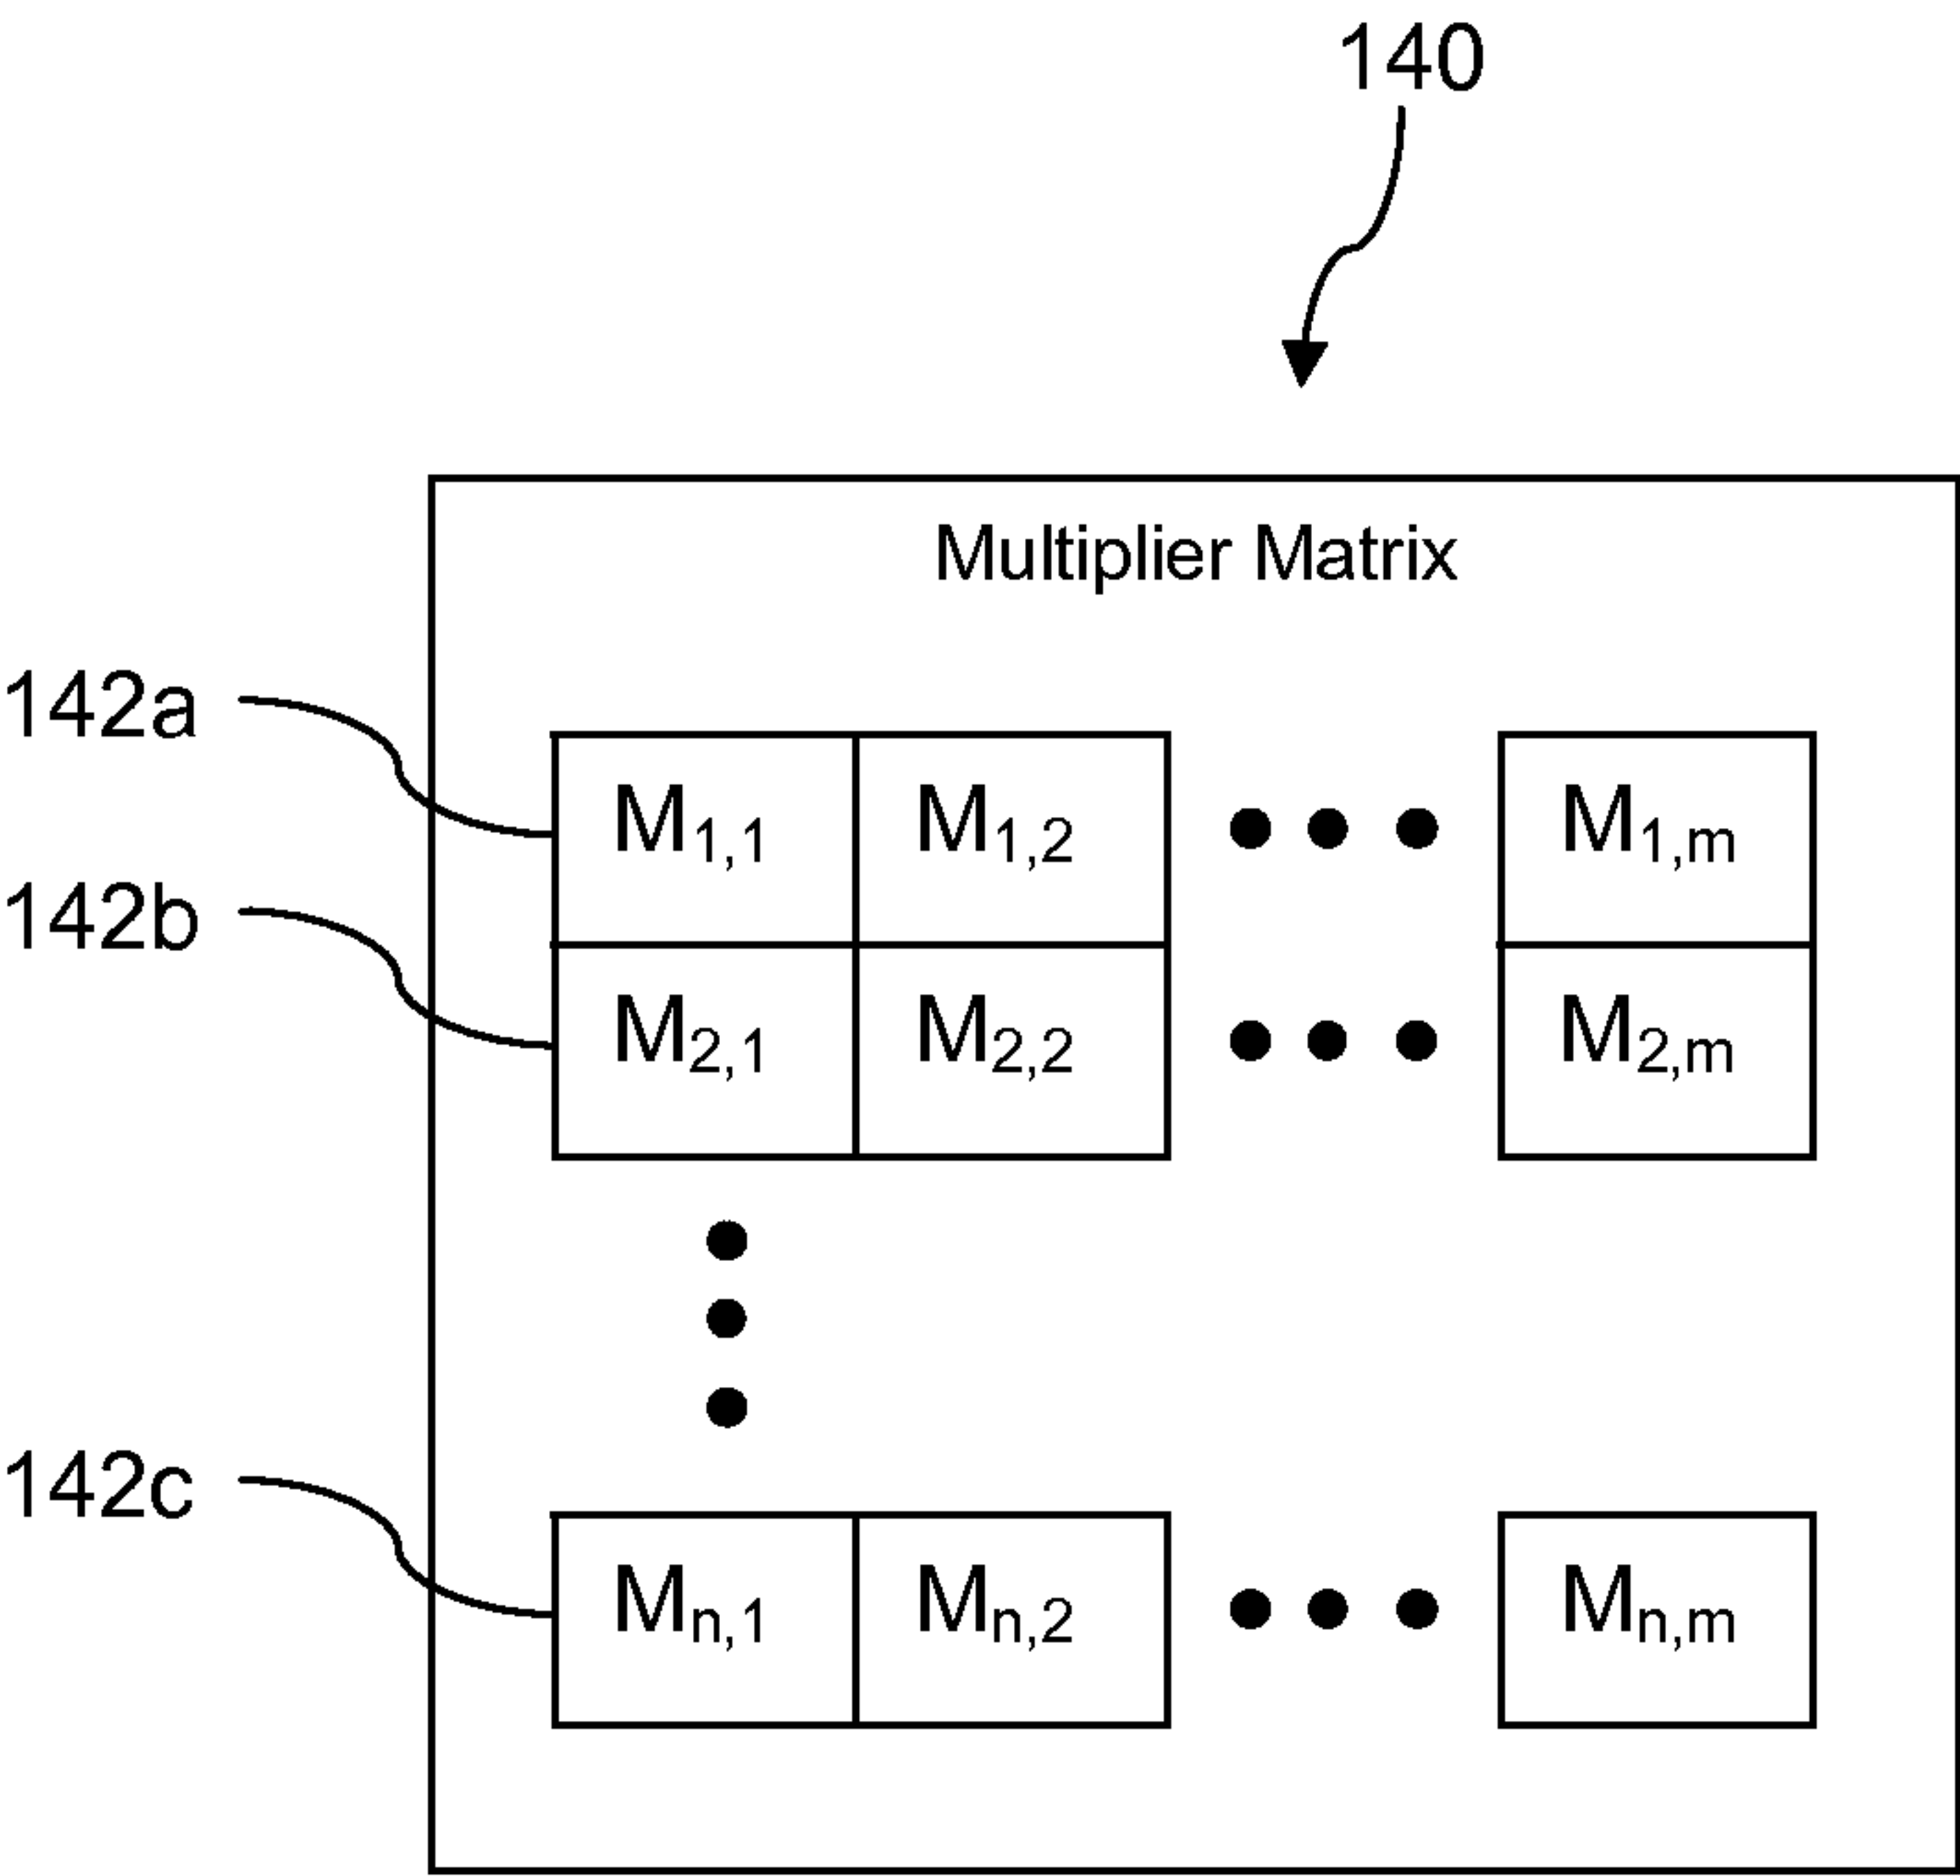 140
Multiplier Matrix
142a M1,1 M1,2 M1,m
142b M2,1 M2,2 M2,m
142c Mn,1 Mn,2 Mn,m